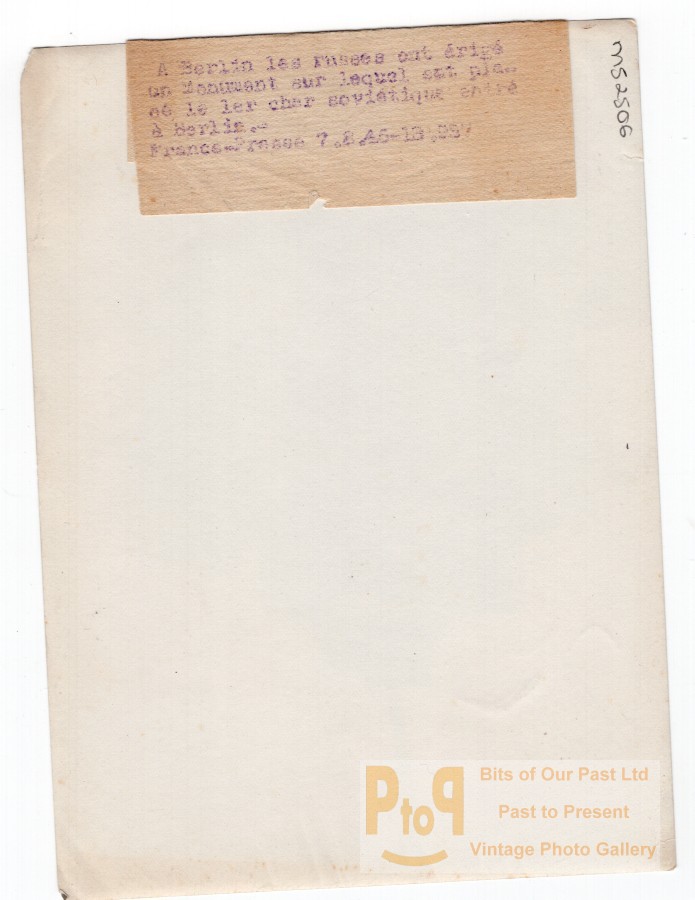 A Berlin les russes ont érigé
un Monument sur lequel est pla-
cé le 1er char soviétique entré
à Berlin.-
France-Presse 7.8.45-13
MS2506
PtoP
Bits of Our Past Ltd
Past to Present
Vintage Photo Gallery